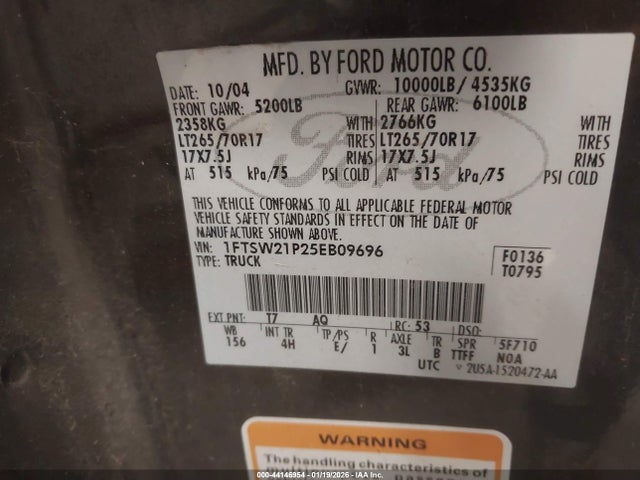 MFD. BY FORD MOTOR CO.
DATE: 10/04 GVWR: 10000LB/ 4535KG
FRONT GAWR: 5200LB REAR GAWR: 6100LB
2358KG WITH 2766KG WITH
LT265/70R17 TIRES LT265/70R17 TIRES
17X7.5J RIMS 17X7.5J RIMS
AT 515 kPa/75 PSI COLD AT 515 kPa/75 PSI COLD
THIS VEHICLE CONFORMS TO ALL APPLICABLE FEDERAL MOTOR
VEHICLE SAFETY STANDARDS IN EFFECT ON THE DATE OF
MANUFACTURE SHOWN ABOVE.
VIN: 1FTSW21P25EB09696 F0136
TYPE: TRUCK T0795
EXT PNT: T7 AQ RC: 53 DSO:
WB INT TR TP/PS R AXLE TR SPR 5F710
156 4H E/ 1 3L B TTFF NOA
UTC 2U5A-1520472-AA
WARNING
The handling characteristics of
000-44146954 - 01/19/2026 - IAAI.COM